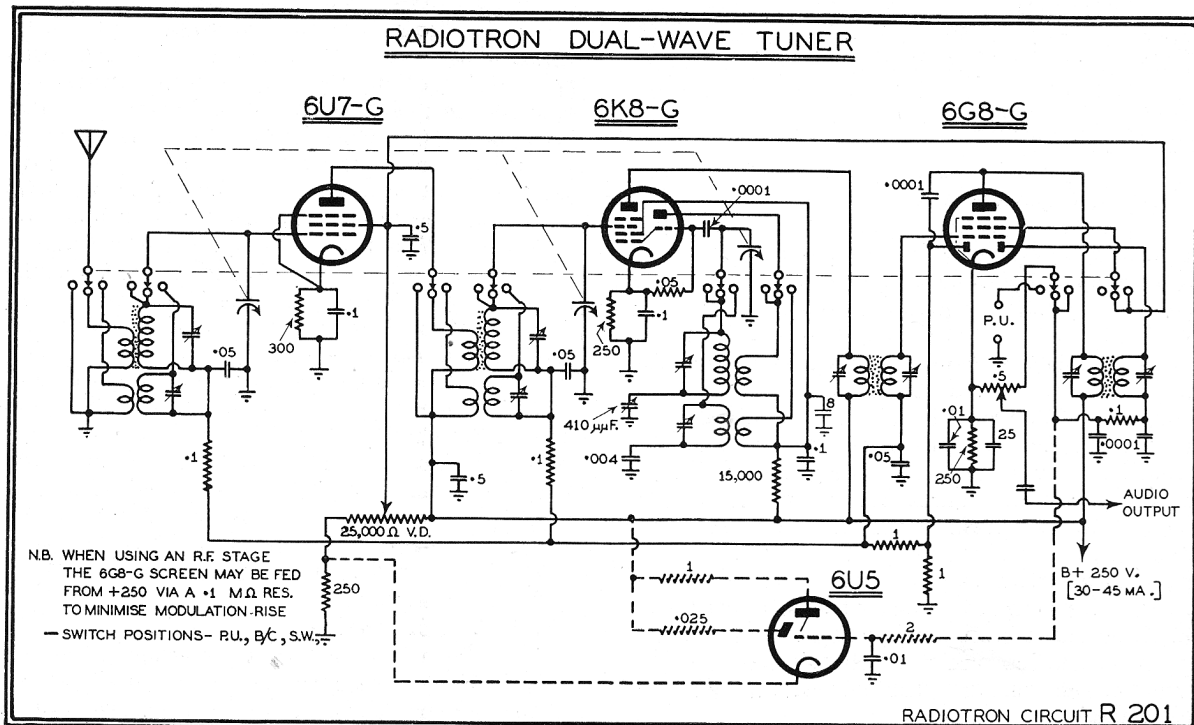 RADIOTRON DUAL-WAVE TUNER
6U7-G
6K8-G
6G8-G
·0001
·0001
·5
·05
·1
·1
300
·05
·05
250
P.U.
·5
410 μμF.
8
·01
25
·1
·0001
·004
·1
·05
250
·1
·1
·5
15,000
AUDIO
OUTPUT
25,000 Ω V.D.
1
1
B+ 250 V.
[30-45 MA.]
N.B. WHEN USING AN R.F. STAGE
THE 6G8-G SCREEN MAY BE FED
FROM +250 VIA A ·1 MΩ RES.
TO MINIMISE MODULATION-RISE
— SWITCH POSITIONS- P.U., B/C, S.W.
250
1
6U5
·025
2
·01
RADIOTRON CIRCUIT R 201